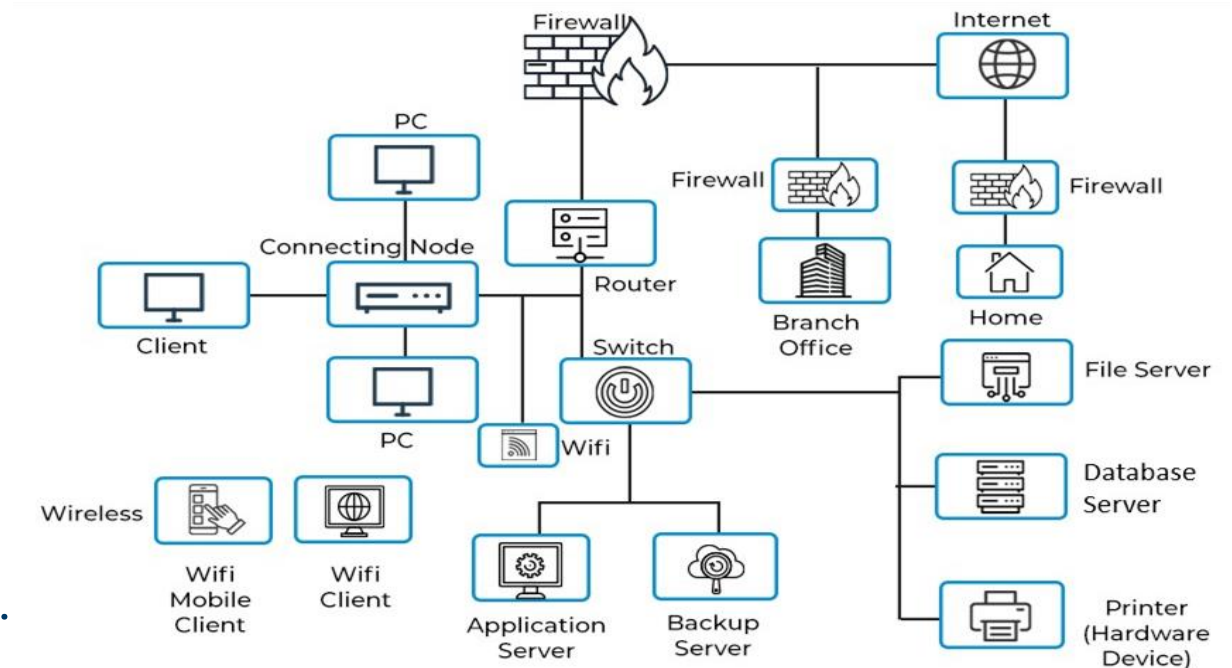 Firewall
Internet
PC
Firewall
Firewall
Connecting Node
Router
Home
Branch
Office
Client
Switch
File Server
PC
Wifi
Database
Server
Wireless
Wifi
Mobile
Client
Wifi
Client
Application
Server
Backup
Server
Printer
(Hardware
Device)